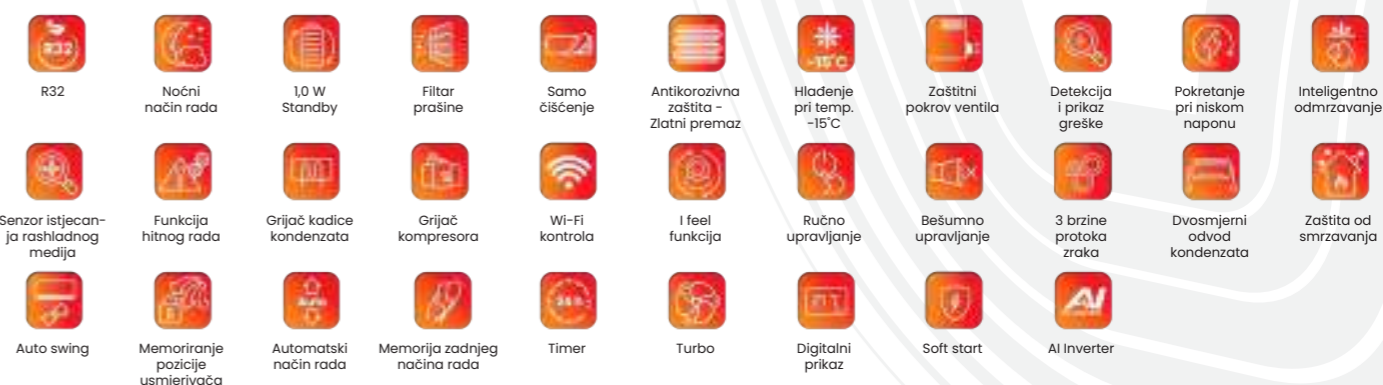 R32
Noćni
način rada
1,0 W
Standby
Filtar
prašine
Samo
čišćenje
Antikorozivna
zaštita -
Zlatni premaz
-15°C
Hlađenje
pri temp.
-15°C
Zaštitni
pokrov ventila
Detekcija
i prikaz
greške
Pokretanje
pri niskom
naponu
Inteligentno
odmrzavanje
Senzor istjecan-
ja rashladnog
medija
Funkcija
hitnog rada
Grijač kadice
kondenzata
Grijač
kompresora
Wi-Fi
kontrola
I feel
funkcija
Ručno
upravljanje
Bešumno
upravljanje
3 brzine
protoka
zraka
Dvosmjerni
odvod
kondenzata
Zaštita od
smrzavanja
Auto swing
Memoriranje
pozicije
usmjerivača
Auto
Automatski
način rada
Memorija zadnjeg
načina rada
Timer
Turbo
Digitalni
prikaz
Soft start
AI
AI Inverter